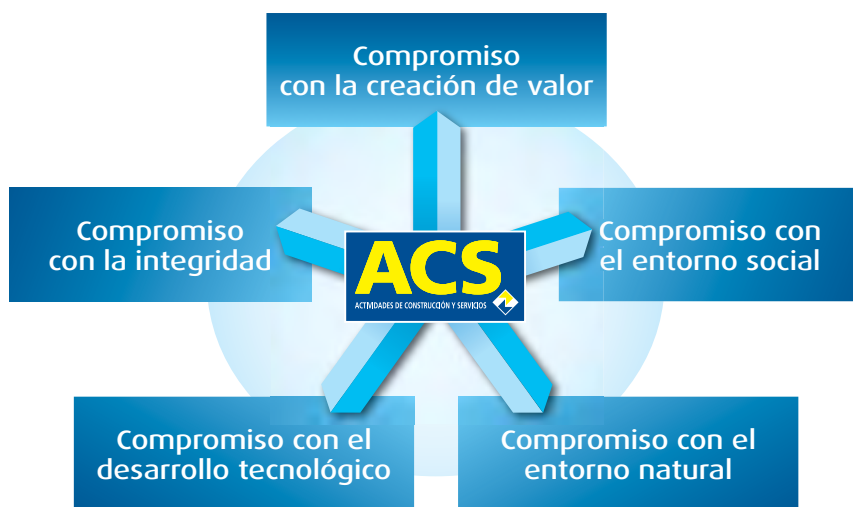 Compromiso
con la creación de valor
Compromiso
con la integridad
Compromiso con
el entorno social
ACS
ACTIVIDADES DE CONSTRUCCIÓN Y SERVICIOS
Compromiso con el
desarrollo tecnológico
Compromiso con el
entorno natural